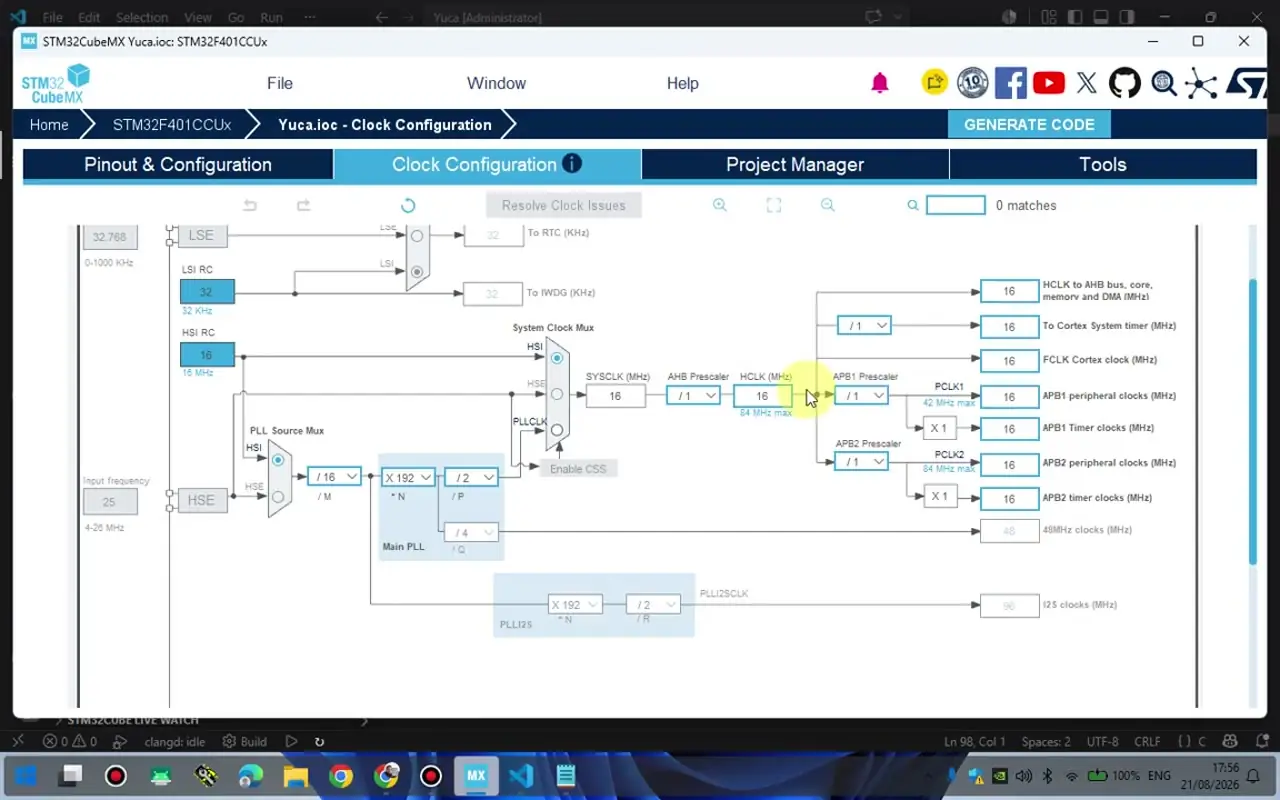 File Edit Selection View Go Run ··· Yuca [Administrator]
MX STM32CubeMX Yuca.ioc: STM32F401CCUx
STM32 CubeMX
File Window Help
Home STM32F401CCUx Yuca.ioc - Clock Configuration GENERATE CODE
Pinout & Configuration Clock Configuration i Project Manager Tools
Resolve Clock Issues 0 matches
32.768 LSE LSE 32 To RTC (KHz)
0-1000 KHz
LSI RC LSI
32 32 To IWDG (KHz)
32 KHz
HSI RC System Clock Mux
16 HSI
16 MHz
HSE SYSCLK (MHz) AHB Prescaler HCLK (MHz) APB1 Prescaler
16 / 1 16 / 1
84 MHz max
PLLCLK
Enable CSS
/ 1 APB2 Prescaler / 1
16 HCLK to AHB bus, core, memory and DMA (MHz)
16 To Cortex System timer (MHz)
16 FCLK Cortex clock (MHz)
PCLK1 42 MHz max 16 APB1 peripheral clocks (MHz)
X 1 16 APB1 Timer clocks (MHz)
PCLK2 84 MHz max 16 APB2 peripheral clocks (MHz)
X 1 16 APB2 timer clocks (MHz)
48 48MHz clocks (MHz)
PLL Source Mux
HSI
Input frequency HSE / 16 X 192 / 2
25 HSE / M * N / P
4-26 MHz
/ 4
Main PLL / Q
X 192 / 2 PLLI2SCLK 96 I2S clocks (MHz)
PLLI2S * N / R
STM32CUBE LIVE WATCH
0 0 clangd: idle Build Ln 98, Col 1 Spaces: 2 UTF-8 CRLF { } C
MX 100% ENG 17:56
21/08/2026